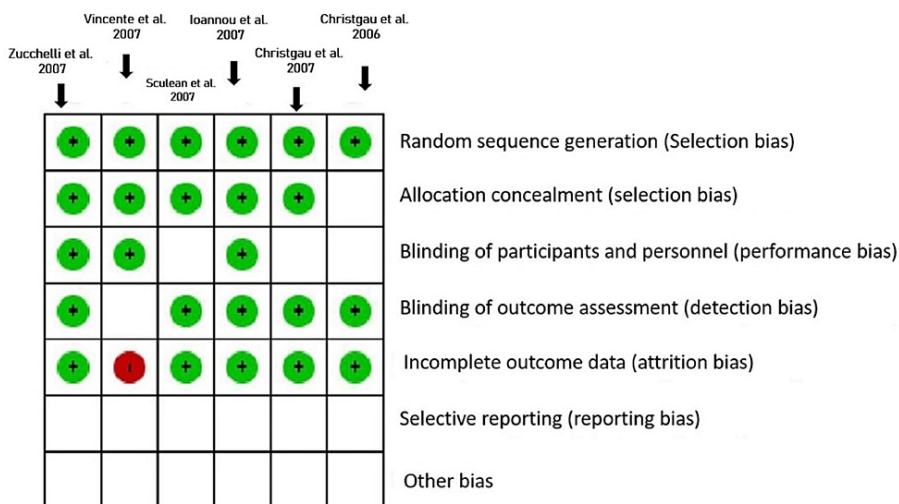 Zucchelli et al.
2007
Vincente et al.
2007
Sculean et al.
2007
Ioannou et al.
2007
Christgau et al.
2007
Christgau et al.
2006
+ + + + + + Random sequence generation (Selection bias)
+ + + + + Allocation concealment (selection bias)
+ + + Blinding of participants and personnel (performance bias)
+ + + + + Blinding of outcome assessment (detection bias)
+ + + + + Incomplete outcome data (attrition bias)
Selective reporting (reporting bias)
Other bias